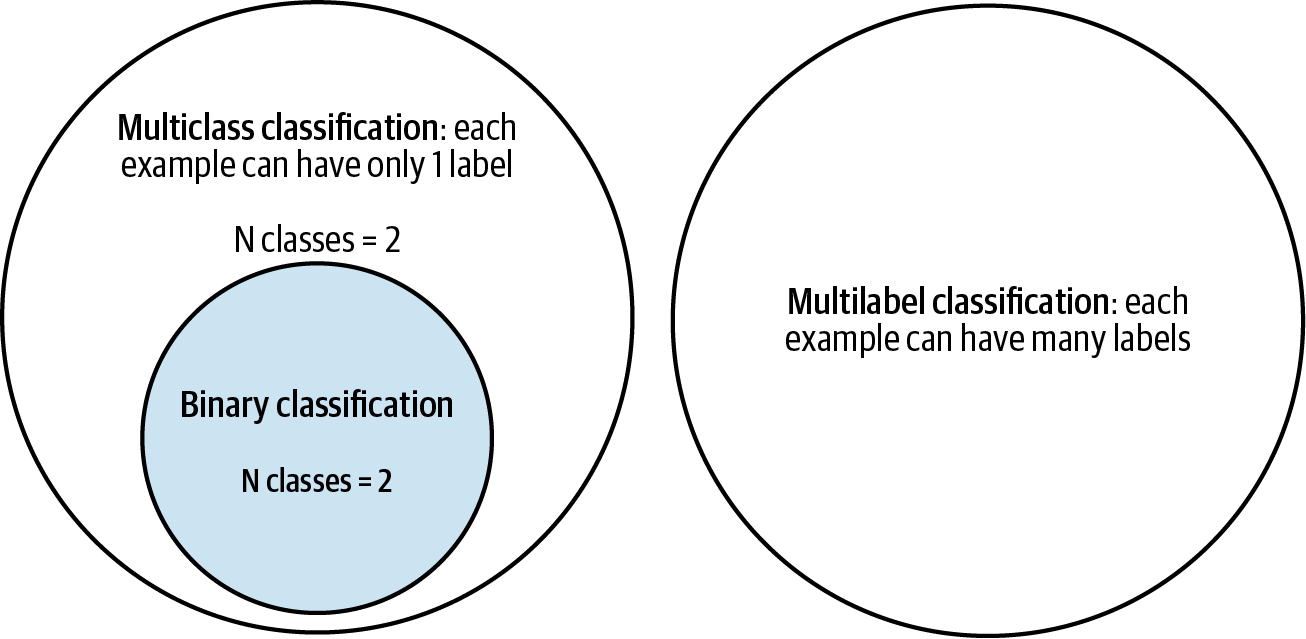 Multiclass classification: each
example can have only 1 label
N classes = 2
Binary classification
N classes = 2
Multilabel classification: each
example can have many labels